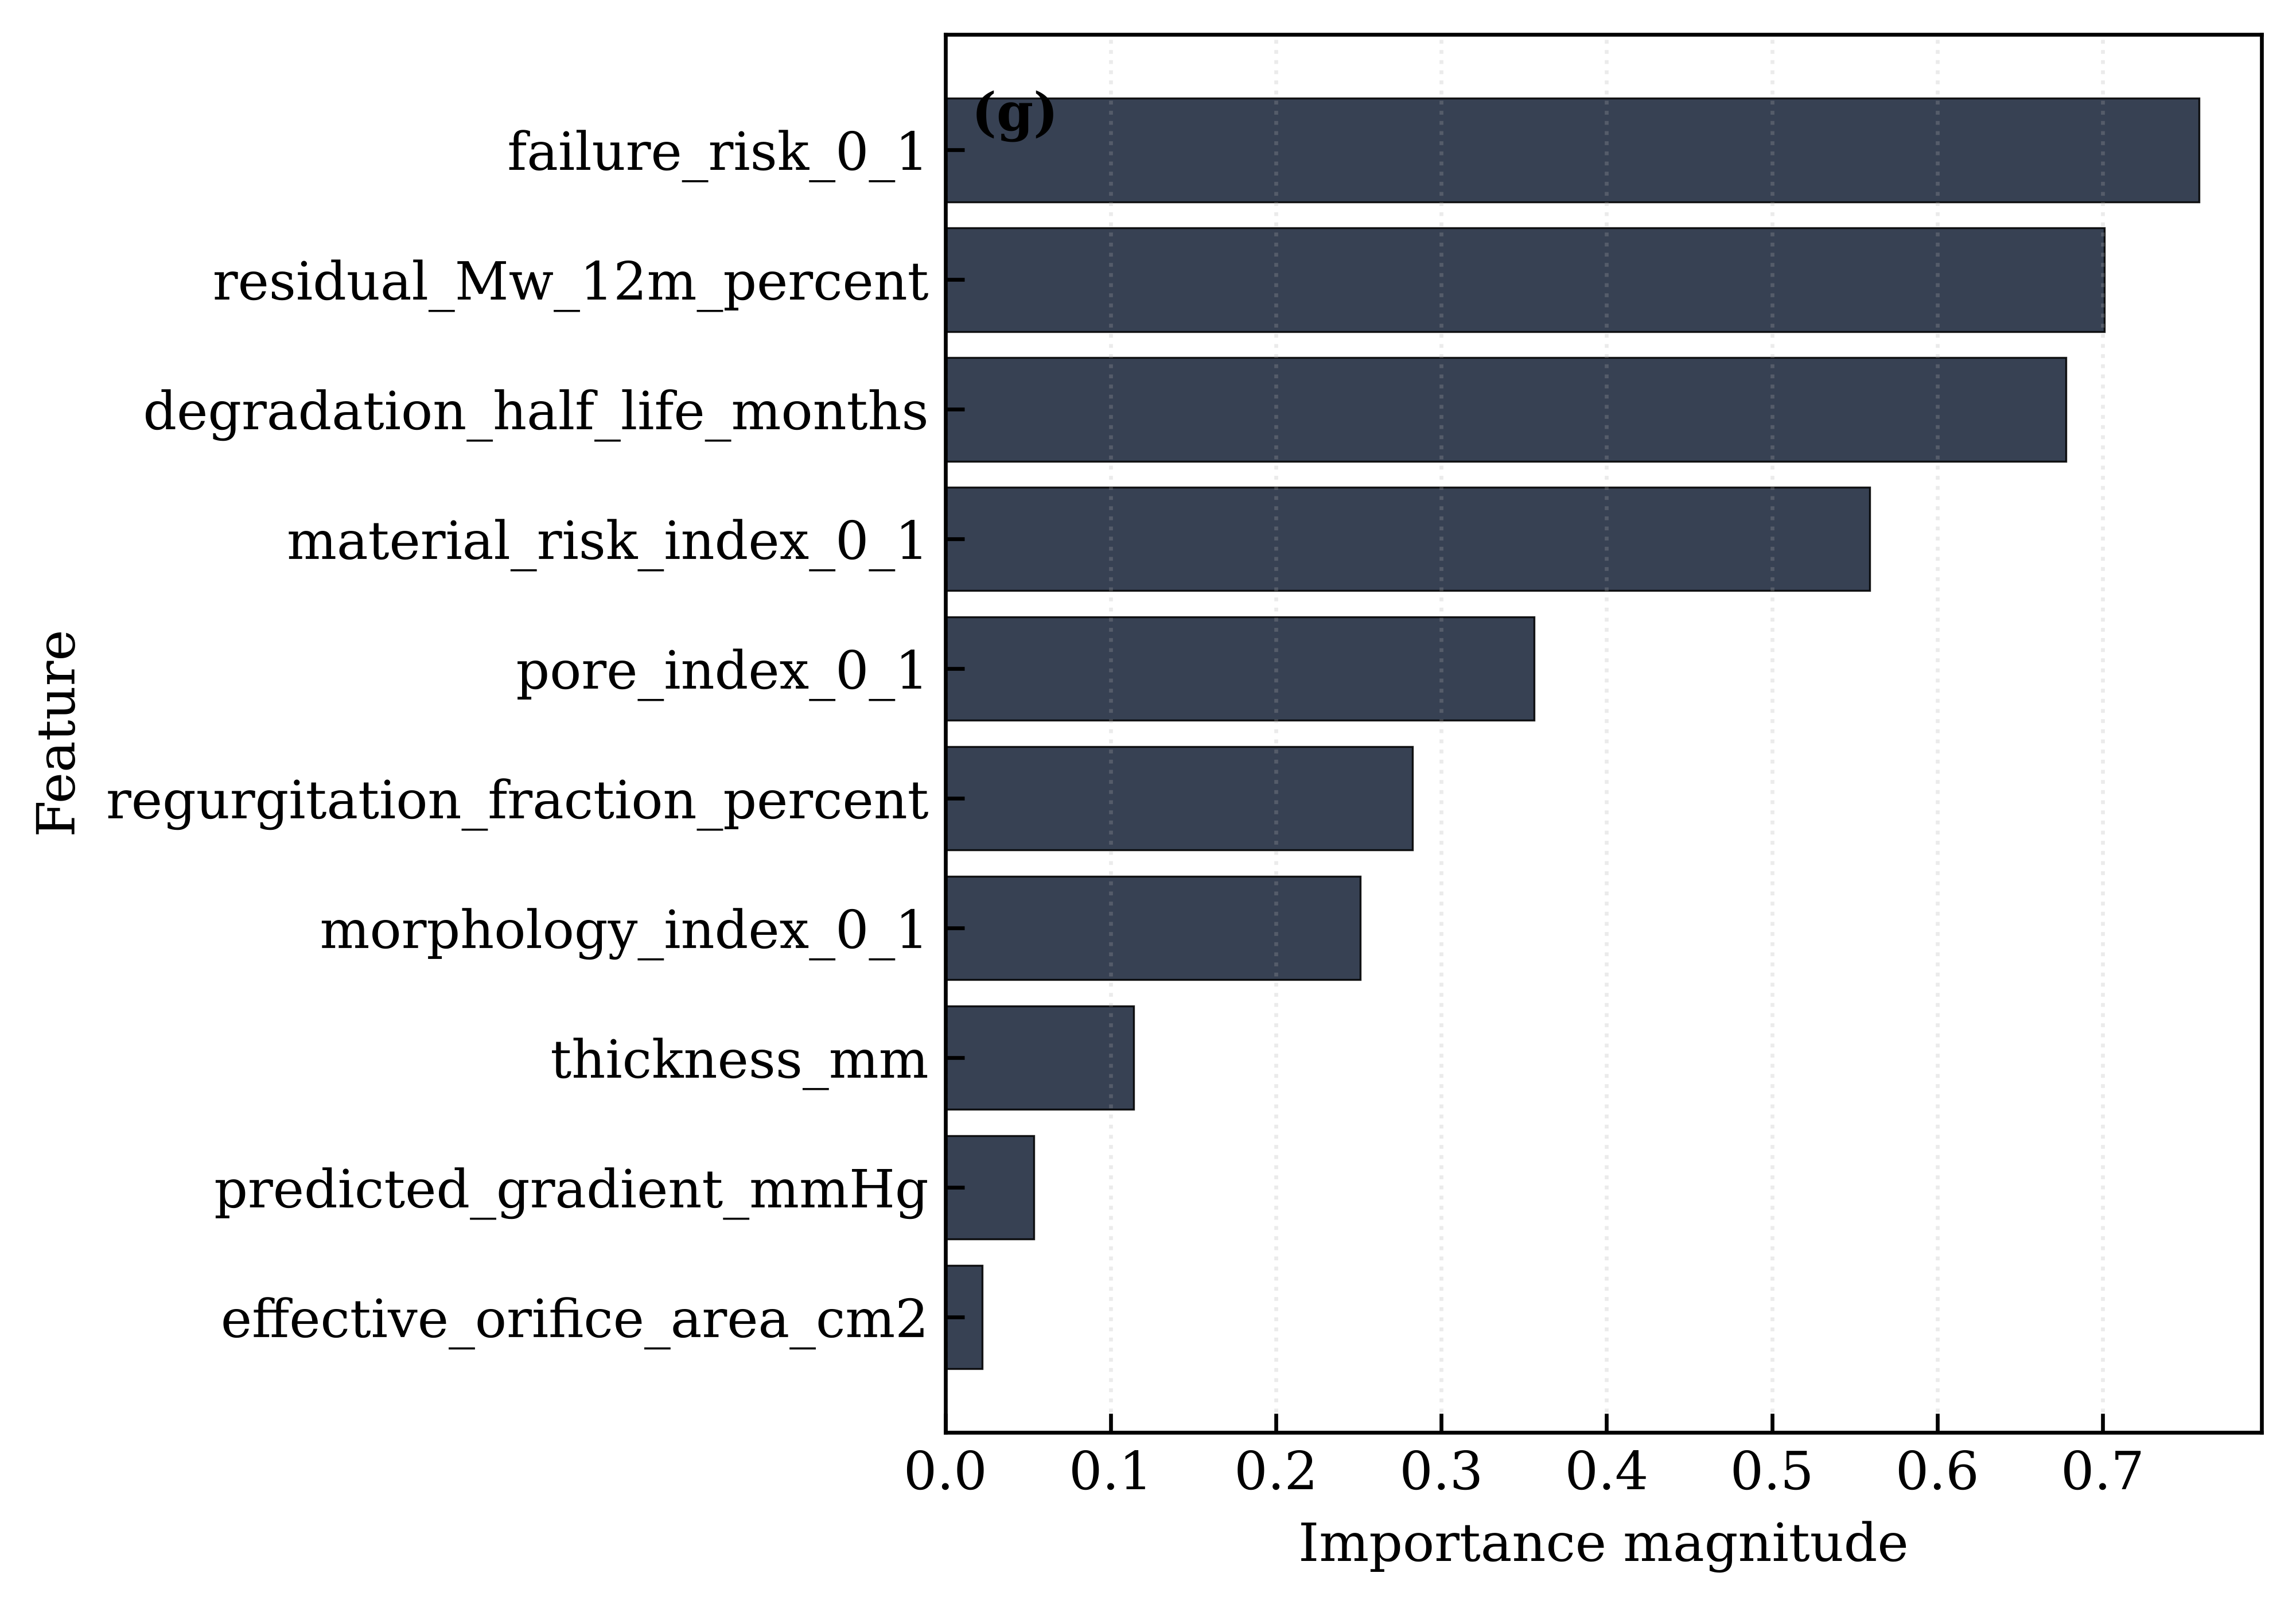 (g)
failure_risk_0_1
residual_Mw_12m_percent
degradation_half_life_months
material_risk_index_0_1
pore_index_0_1
regurgitation_fraction_percent
morphology_index_0_1
thickness_mm
predicted_gradient_mmHg
effective_orifice_area_cm2
Feature
0.0 0.1 0.2 0.3 0.4 0.5 0.6 0.7
Importance magnitude